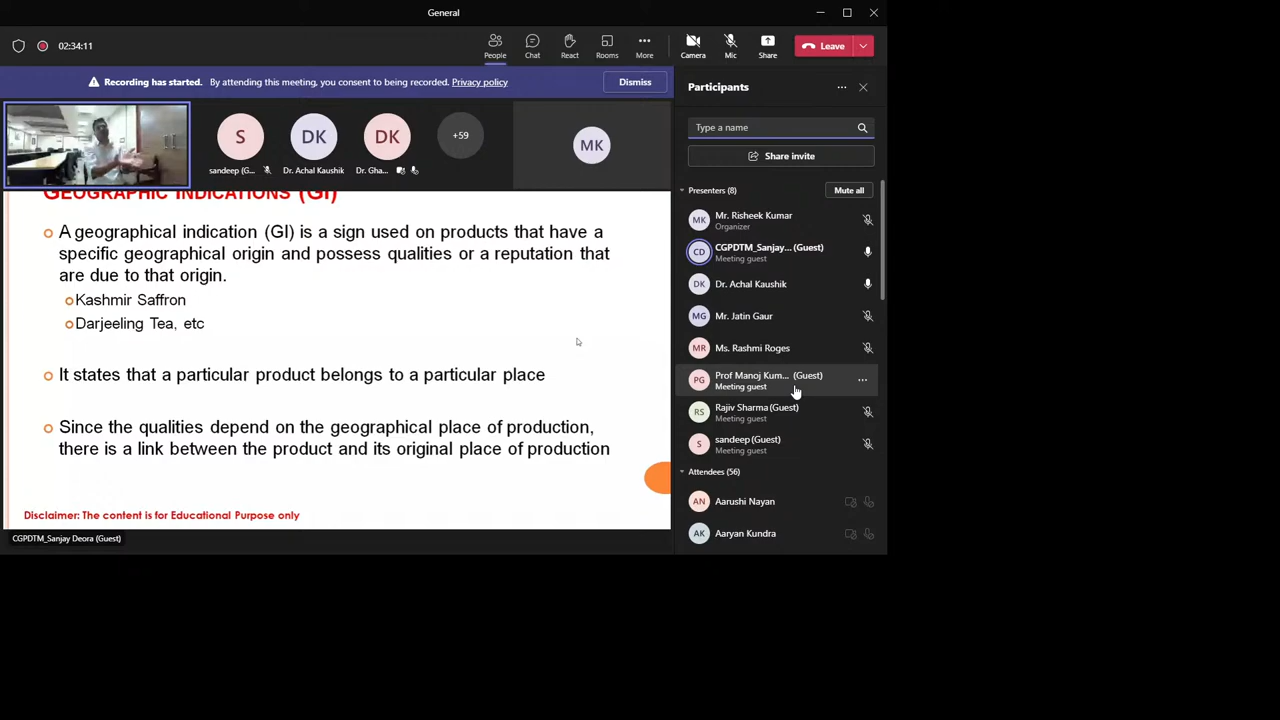 General
02:34:11
People
Chat
React
Rooms
More
Camera
Mic
Share
Leave
Recording has started. By attending this meeting, you consent to being recorded. Privacy policy
Dismiss
S
DK
DK
+59
MK
sandeep (G...
Dr. Achal Kaushik
Dr. Gha...
GEOGRAPHIC INDICATIONS (GI)
A geographical indication (GI) is a sign used on products that have a
specific geographical origin and possess qualities or a reputation that
are due to that origin.
Kashmir Saffron
Darjeeling Tea, etc
It states that a particular product belongs to a particular place
Since the qualities depend on the geographical place of production,
there is a link between the product and its original place of production
Disclaimer: The content is for Educational Purpose only
CGPDTM_Sanjay Deora (Guest)
Participants
Type a name
Share invite
Presenters (8)
Mute all
MK
Mr. Risheek Kumar
Organizer
CD
CGPDTM_Sanjay... (Guest)
Meeting guest
DK
Dr. Achal Kaushik
MG
Mr. Jatin Gaur
MR
Ms. Rashmi Roges
PG
Prof Manoj Kum... (Guest)
Meeting guest
RS
Rajiv Sharma (Guest)
Meeting guest
S
sandeep (Guest)
Meeting guest
Attendees (56)
AN
Aarushi Nayan
AK
Aaryan Kundra